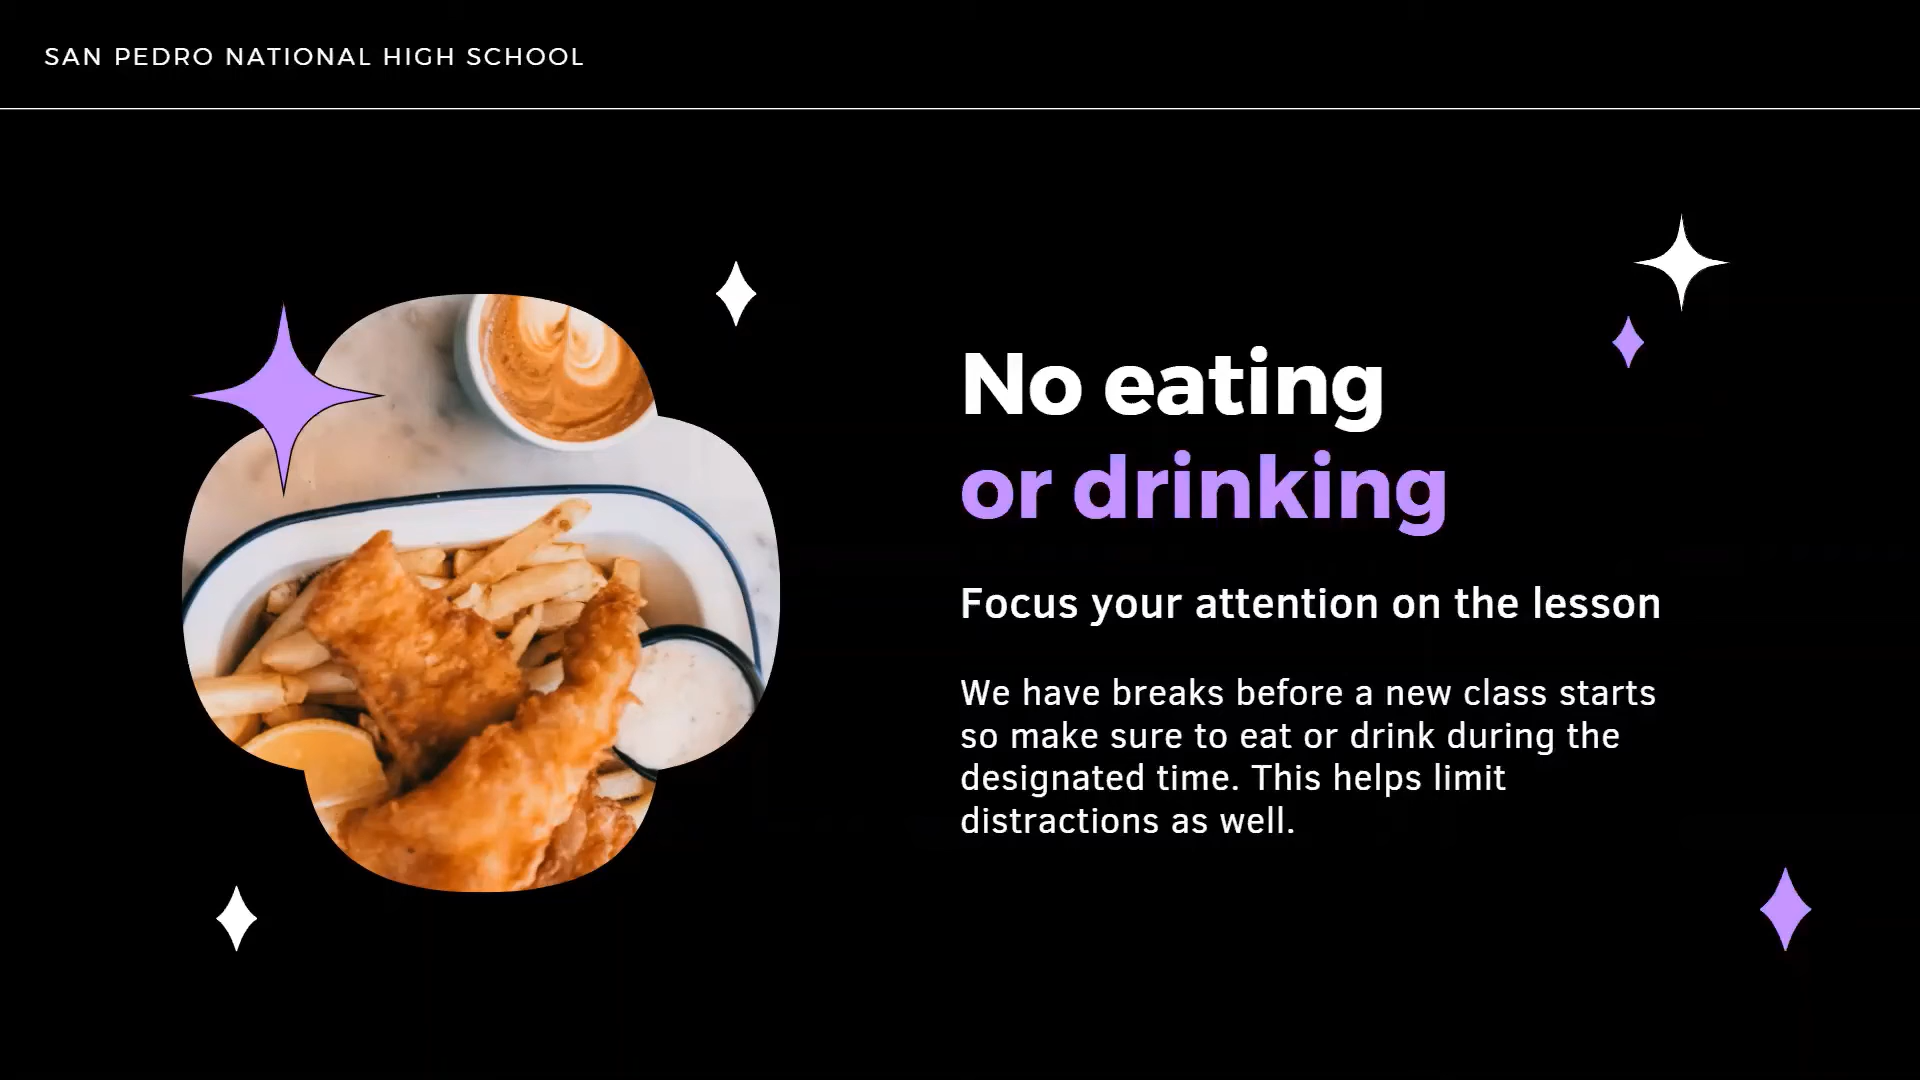 SAN PEDRO NATIONAL HIGH SCHOOL
No eating
or drinking
Focus your attention on the lesson
We have breaks before a new class starts
so make sure to eat or drink during the
designated time. This helps limit
distractions as well.